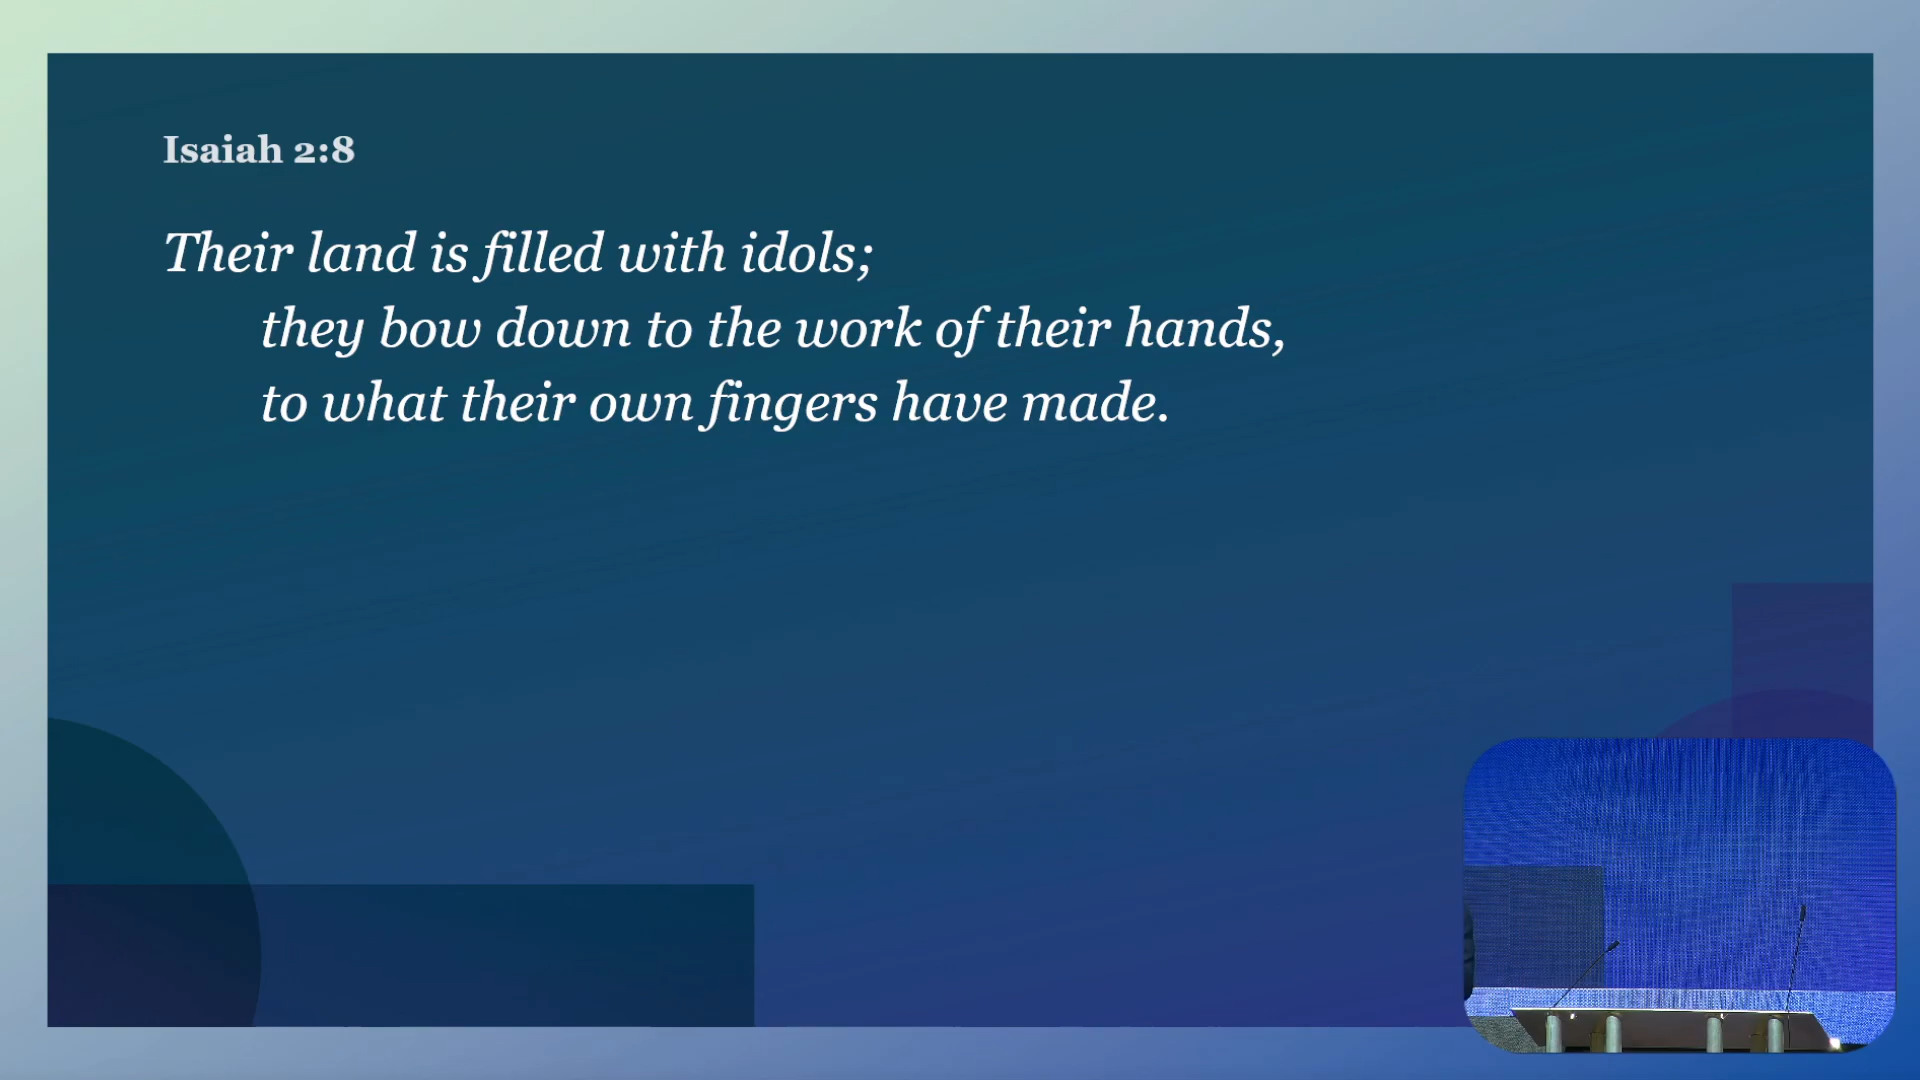 Isaiah 2:8
Their land is filled with idols;
they bow down to the work of their hands,
to what their own fingers have made.